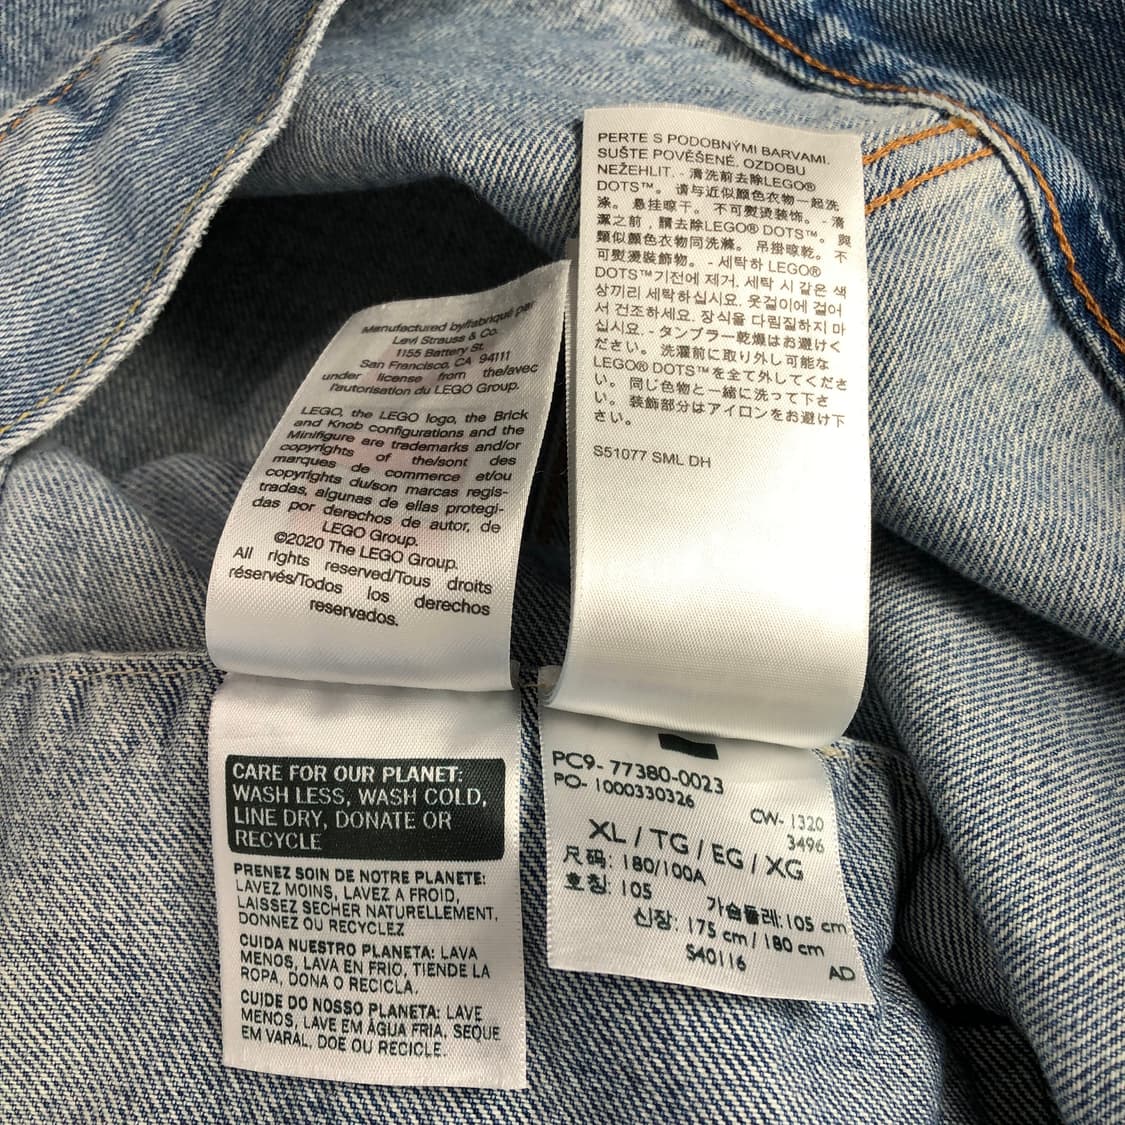 Manufactured by/fabriqué par
Levi Strauss & Co.
1155 Battery St.
San Francisco, CA 94111
under license from the/avec
l'autorisation du LEGO Group.
LEGO, the LEGO logo, the Brick
and Knob configurations and the
Minifigure are trademarks and/or
copyrights of the/sont des
marques de commerce et/ou
copyrights du/son marcas regis-
tradas, algunas de ellas protegi-
das por derechos de autor, de
LEGO Group.
©2020 The LEGO Group.
All rights reserved/Tous droits
réservés/Todos los derechos
reservados.
PERTE S PODOBNÝMI BARVAMI.
SUŠTE POVĚŠENÉ. OZDOBU
NEŽEHLIT. - 清洗前去除LEGO®
DOTS™。 请与近似颜色衣物一起洗
涤。 悬挂晾干。 不可熨烫装饰。 - 清
潔之前，請去除LEGO® DOTS™。 與
類似顏色衣物同洗滌。 吊掛晾乾。 不
可熨燙裝飾物。 - 세탁하 LEGO®
DOTS™기전에 제거. 세탁 시 같은 색
상끼리 세탁하십시요. 옷걸이에 걸어
서 건조하세요. 장식을 다림질하지 마
십시요. - タンブラー乾燥はお避けく
ださい。 洗濯前に取り外し可能な
LEGO® DOTS™を全て外してくださ
い。 同じ色物と一緒に洗って下さ
い。 装飾部分はアイロンをお避け下
さい。
S51077 SML DH
CARE FOR OUR PLANET:
WASH LESS, WASH COLD,
LINE DRY, DONATE OR
RECYCLE
PRENEZ SOIN DE NOTRE PLANETE:
LAVEZ MOINS, LAVEZ A FROID,
LAISSEZ SECHER NATURELLEMENT,
DONNEZ OU RECYCLEZ
CUIDA NUESTRO PLANETA: LAVA
MENOS, LAVA EN FRIO, TIENDE LA
ROPA, DONA O RECICLA.
CUIDE DO NOSSO PLANETA: LAVE
MENOS, LAVE EM ÁGUA FRIA, SEQUE
EM VARAL, DOE OU RECICLE.
PC9- 77380-0023
PO- 1000330326
CW- 1320
3496
XL / TG / EG / XG
尺码: 180/100A
호칭: 105
가슴둘레: 105 cm
신장: 175 cm / 180 cm
S40116
AD